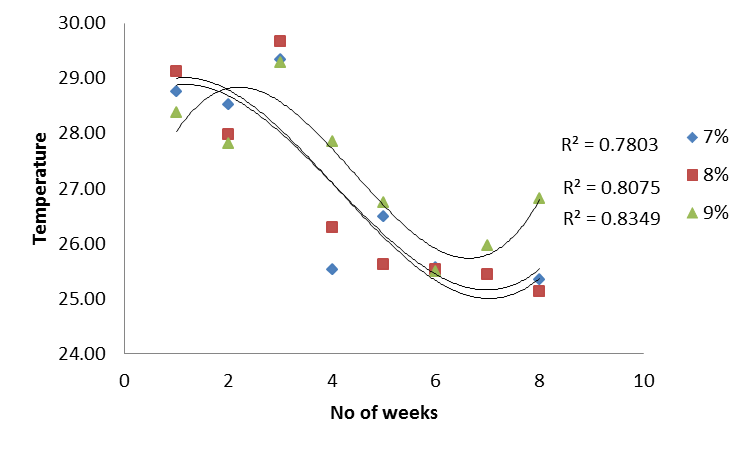 30.00
29.00
28.00
27.00
26.00
25.00
24.00
Temperature
0 2 4 6 8 10
No of weeks
R² = 0.7803
R² = 0.8075
R² = 0.8349
7%
8%
9%